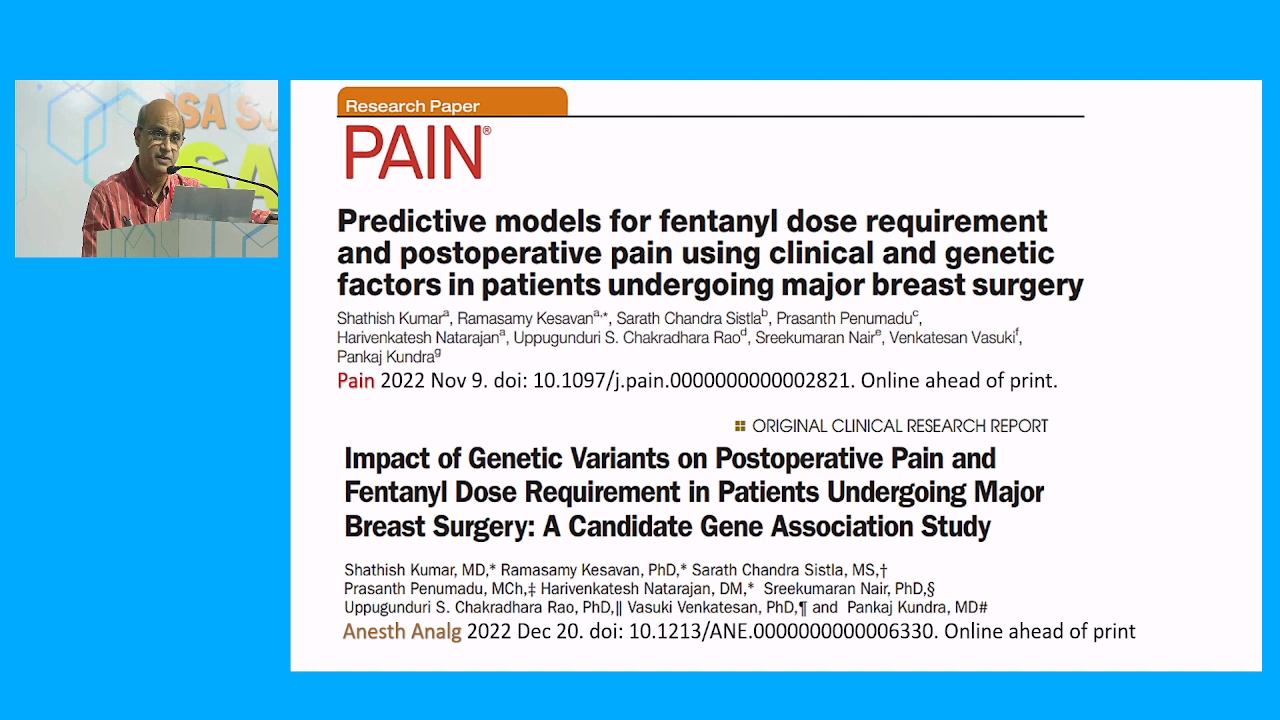 ISA
SA
Research Paper
PAIN®
Predictive models for fentanyl dose requirement
and postoperative pain using clinical and genetic
factors in patients undergoing major breast surgery
Shathish Kumarᵃ, Ramasamy Kesavanᵃ,*, Sarath Chandra Sistlaᵇ, Prasanth Penumaduᶜ,
Harivenkatesh Natarajanᵃ, Uppugunduri S. Chakradhara Raoᵈ, Sreekumaran Nairᵉ, Venkatesan Vasukiᶠ,
Pankaj Kundraᵍ
Pain 2022 Nov 9. doi: 10.1097/j.pain.0000000000002821. Online ahead of print.
ORIGINAL CLINICAL RESEARCH REPORT
Impact of Genetic Variants on Postoperative Pain and
Fentanyl Dose Requirement in Patients Undergoing Major
Breast Surgery: A Candidate Gene Association Study
Shathish Kumar, MD,* Ramasamy Kesavan, PhD,* Sarath Chandra Sistla, MS,†
Prasanth Penumadu, MCh,‡ Harivenkatesh Natarajan, DM,* Sreekumaran Nair, PhD,§
Uppugunduri S. Chakradhara Rao, PhD,‖ Vasuki Venkatesan, PhD,¶ and Pankaj Kundra, MD#
Anesth Analg 2022 Dec 20. doi: 10.1213/ANE.0000000000006330. Online ahead of print